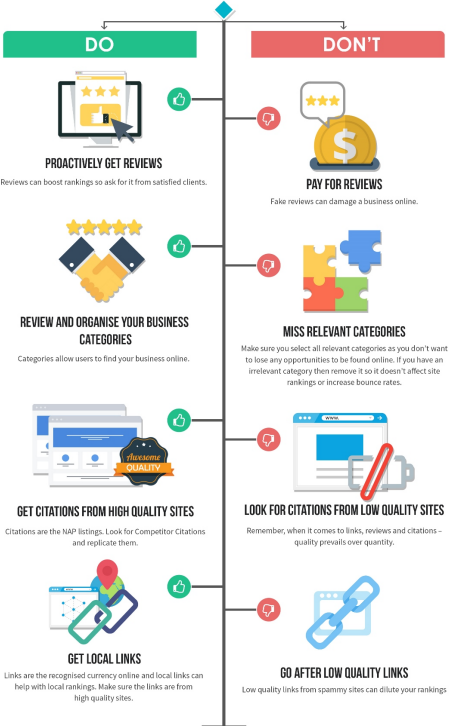 DO
PROACTIVELY GET REVIEWS
Reviews can boost rankings so ask for it from satisfied clients.
REVIEW AND ORGANISE YOUR BUSINESS
CATEGORIES
Categories allow users to find your business online.
Awesome
QUALITY
GET CITATIONS FROM HIGH QUALITY SITES
Citations are the NAP listings. Look for Competitor Citations
and replicate them.
GET LOCAL LINKS
Links are the recognised currency online and local links can
help with local rankings. Make sure the links are from
high quality sites.
DON'T
$
PAY FOR REVIEWS
Fake reviews can damage a business online.
MISS RELEVANT CATEGORIES
Make sure you select all relevant categories as you don't want
to lose any opportunities to be found online. If you have an
irrelevant category then remove it so it doesn't affect site
rankings or increase bounce rates.
www.
LOOK FOR CITATIONS FROM LOW QUALITY SITES
Remember, when it comes to links, reviews and citations –
quality prevails over quantity.
GO AFTER LOW QUALITY LINKS
Low quality links from spammy sites can dilute your rankings